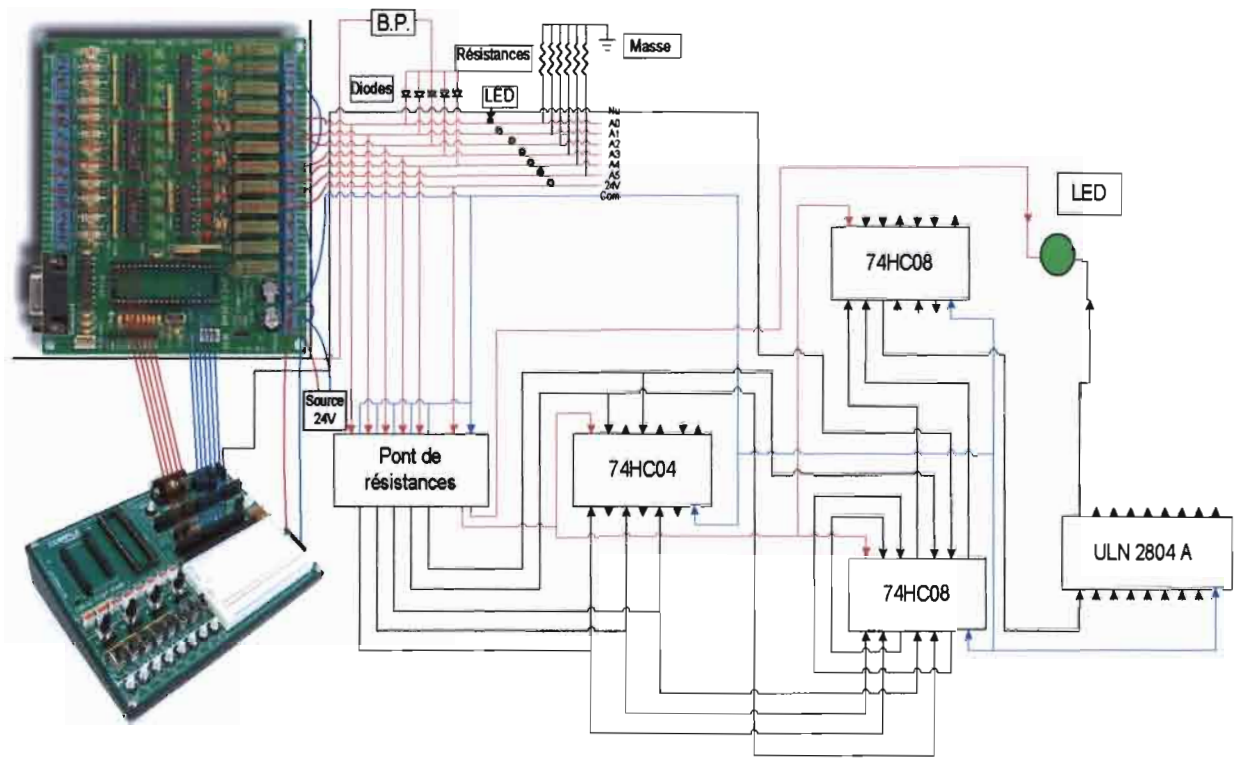 B.P.
Résistances
Masse
Diodes
LED
Nu
A0
A1
A2
A3
A4
A5
24V
Com
LED
74HC08
Source
24V
Pont de
résistances
74HC04
ULN 2804 A
74HC08